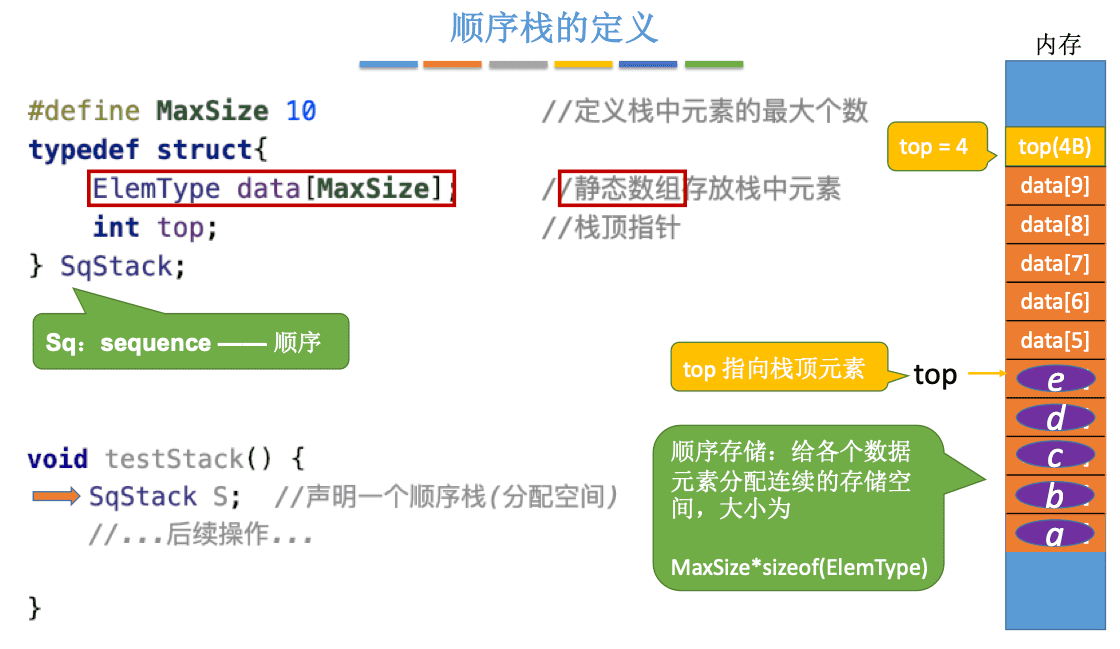 顺序栈的定义
#define MaxSize 10 //定义栈中元素的最大个数
typedef struct{
ElemType data[MaxSize]; //静态数组存放栈中元素
int top; //栈顶指针
} SqStack;
Sq：sequence —— 顺序
void testStack() {
SqStack S; //声明一个顺序栈(分配空间)
//...后续操作...
}
top 指向栈顶元素
top
顺序存储：给各个数据
元素分配连续的存储空
间，大小为
MaxSize*sizeof(ElemType)
内存
top = 4
top(4B)
data[9]
data[8]
data[7]
data[6]
data[5]
e
d
c
b
a